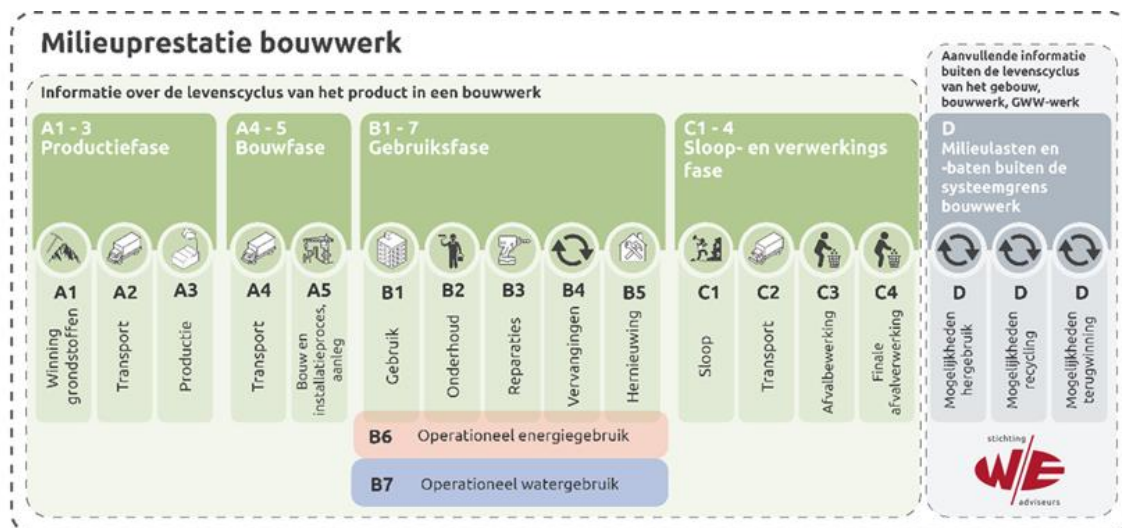 Milieuprestatie bouwwerk
Informatie over de levenscyclus van het product in een bouwwerk
A1 - 3
Productiefase
A4 - 5
Bouwfase
B1 - 7
Gebruiksfase
C1 - 4
Sloop- en verwerkings
fase
A1
Winning
grondstoffen
A2
Transport
A3
Productie
A4
Transport
A5
Bouw en
installatieproces,
aanleg
B1
Gebruik
B2
Onderhoud
B3
Reparaties
B4
Vervangingen
B5
Hernieuwing
C1
Sloop
C2
Transport
C3
Afvalbewerking
C4
Finale
afvalverwerking
B6 Operationeel energiegebruik
B7 Operationeel watergebruik
Aanvullende informatie
buiten de levenscyclus
van het gebouw,
bouwwerk, GWW-werk
D
Milieulasten en
-baten buiten de
systeemgrens
bouwwerk
D
Mogelijkheden
hergebruik
D
Mogelijkheden
recycling
D
Mogelijkheden
terugwinning
stichting
W/E
adviseurs